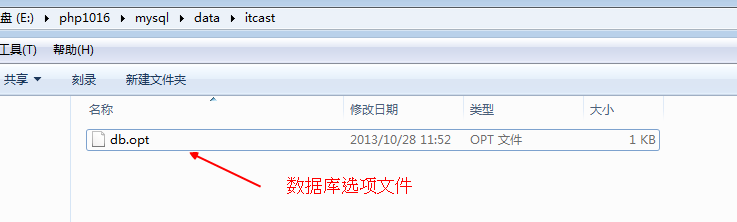 盘 (E:) ▸ php1016 ▸ mysql ▸ data ▸ itcast
工具(T) 帮助(H)
共享 刻录 新建文件夹
名称 修改日期 类型 大小
db.opt 2013/10/28 11:52 OPT 文件 1 KB
数据库选项文件